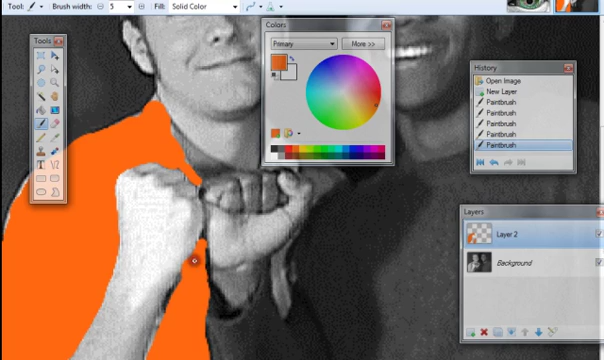 Tool:
Brush width:
5
Fill:
Solid Color
Tools
Colors
Primary
More >>
History
Open Image
New Layer
Paintbrush
Paintbrush
Paintbrush
Paintbrush
Paintbrush
Layers
Layer 2
Background